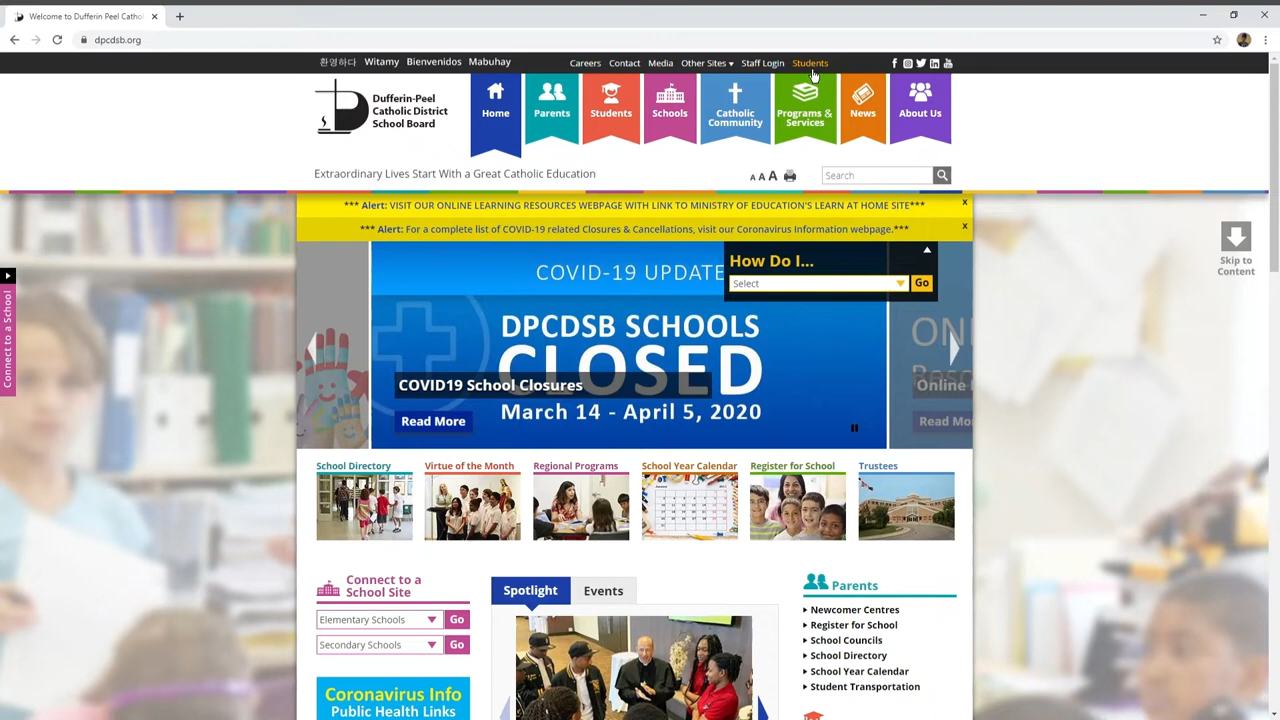 Welcome to Dufferin Peel Cathol
dpcdsb.org
환영하다 Witamy Bienvenidos Mabuhay Careers Contact Media Other Sites Staff Login Students
Dufferin-Peel
Catholic District
School Board
Home
Parents
Students
Schools
Catholic
Community
Programs &
Services
News
About Us
Extraordinary Lives Start With a Great Catholic Education
A A A
Search
*** Alert: VISIT OUR ONLINE LEARNING RESOURCES WEBPAGE WITH LINK TO MINISTRY OF EDUCATION'S LEARN AT HOME SITE***
x
*** Alert: For a complete list of COVID-19 related Closures & Cancellations, visit our Coronavirus Information webpage.***
x
Skip to
Content
Connect to a School
COVID-19 UPDATE
How Do I...
Select
Go
DPCDSB SCHOOLS
CLOSED
COVID19 School Closures
March 14 - April 5, 2020
Read More
Online
Read Mo
School Directory
Virtue of the Month
Regional Programs
School Year Calendar
Register for School
Trustees
Connect to a
School Site
Elementary Schools
Go
Secondary Schools
Go
Coronavirus Info
Public Health Links
Spotlight
Events
Parents
Newcomer Centres
Register for School
School Councils
School Directory
School Year Calendar
Student Transportation